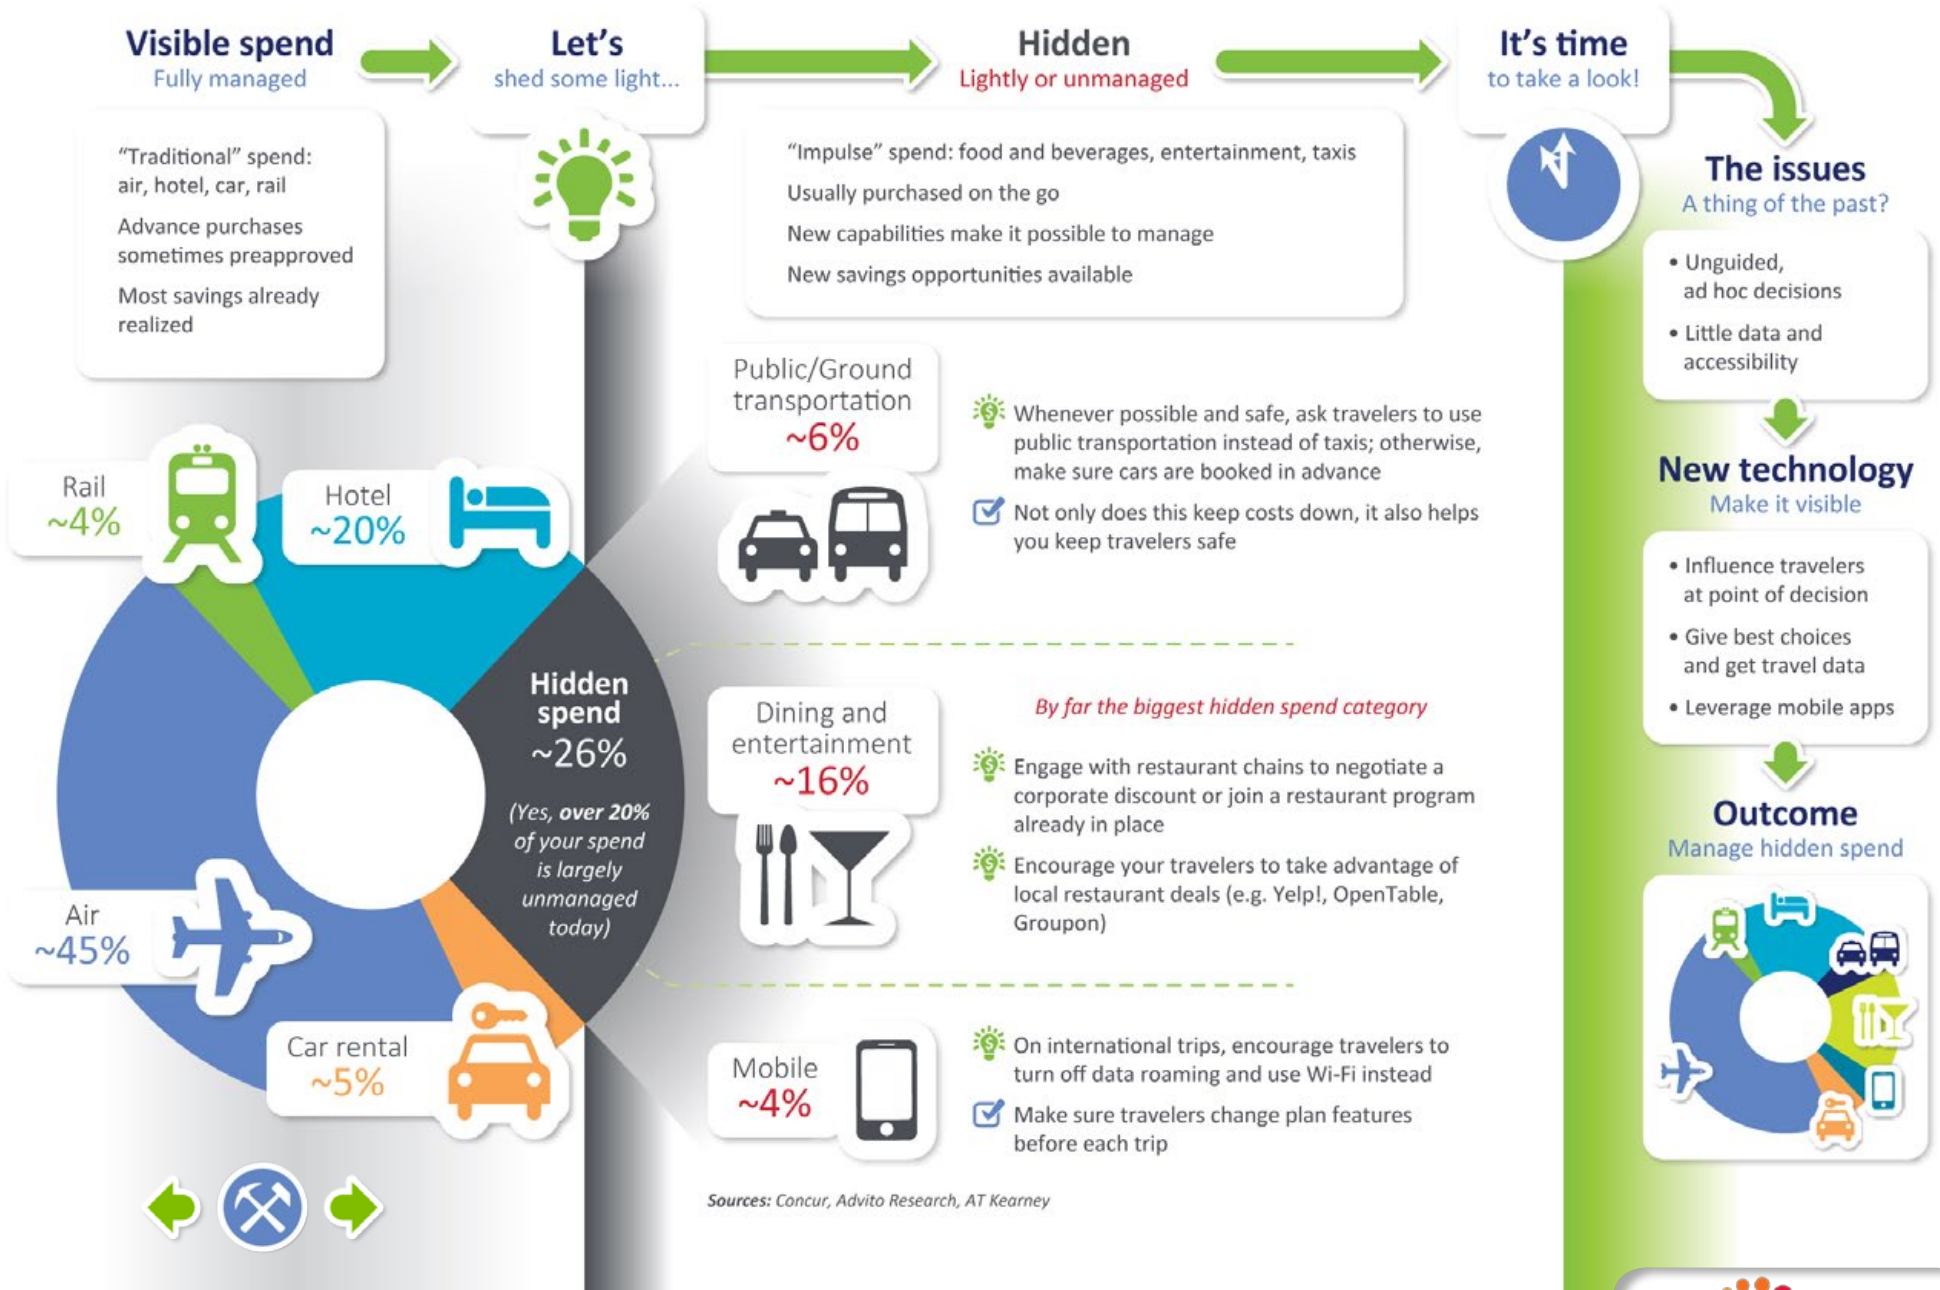 Visible spend
Fully managed
Let's
shed some light...
Hidden
Lightly or unmanaged
It's time
to take a look!
"Traditional" spend:
air, hotel, car, rail
Advance purchases
sometimes preapproved
Most savings already
realized
"Impulse" spend: food and beverages, entertainment, taxis
Usually purchased on the go
New capabilities make it possible to manage
New savings opportunities available
Rail
~4%
Hotel
~20%
Air
~45%
Car rental
~5%
Hidden
spend
~26%
(Yes, over 20%
of your spend
is largely
unmanaged
today)
Public/Ground
transportation
~6%
Whenever possible and safe, ask travelers to use
public transportation instead of taxis; otherwise,
make sure cars are booked in advance
Not only does this keep costs down, it also helps
you keep travelers safe
Dining and
entertainment
~16%
By far the biggest hidden spend category
Engage with restaurant chains to negotiate a
corporate discount or join a restaurant program
already in place
Encourage your travelers to take advantage of
local restaurant deals (e.g. Yelp!, OpenTable,
Groupon)
Mobile
~4%
On international trips, encourage travelers to
turn off data roaming and use Wi-Fi instead
Make sure travelers change plan features
before each trip
Sources: Concur, Advito Research, AT Kearney
The issues
A thing of the past?
• Unguided,
ad hoc decisions
• Little data and
accessibility
New technology
Make it visible
• Influence travelers
at point of decision
• Give best choices
and get travel data
• Leverage mobile apps
Outcome
Manage hidden spend